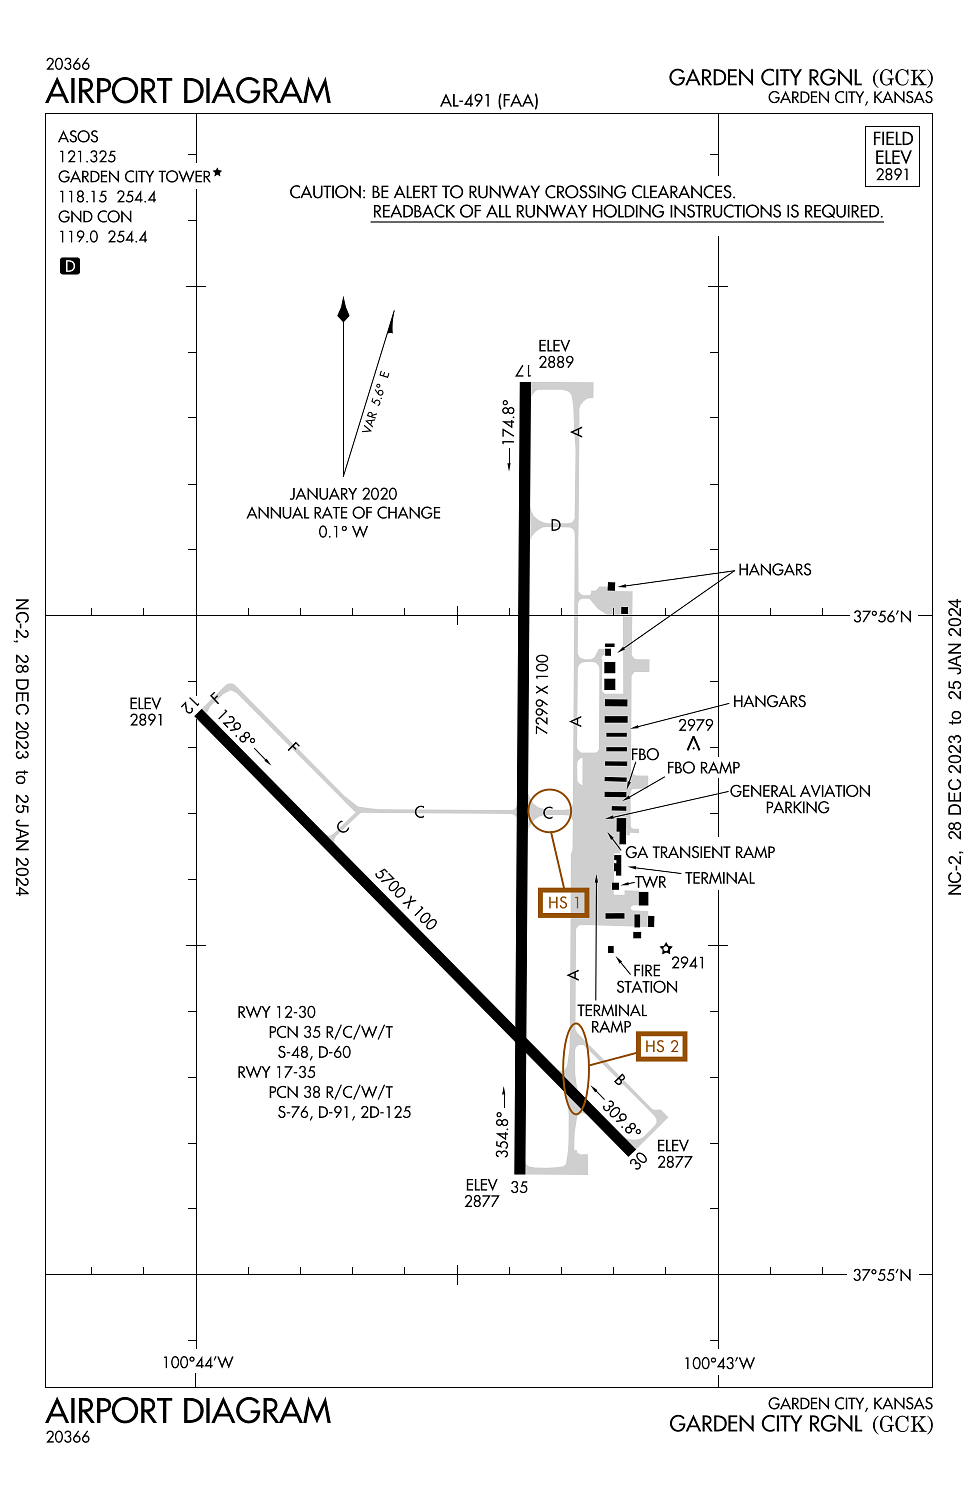 20366
AIRPORT DIAGRAM
AL-491 (FAA)
GARDEN CITY RGNL (GCK)
GARDEN CITY, KANSAS
ASOS
121.325
GARDEN CITY TOWER★
118.15 254.4
GND CON
119.0 254.4
D
FIELD
ELEV
2891
CAUTION: BE ALERT TO RUNWAY CROSSING CLEARANCES.
READBACK OF ALL RUNWAY HOLDING INSTRUCTIONS IS REQUIRED.
VAR 5.6° E
JANUARY 2020
ANNUAL RATE OF CHANGE
0.1° W
ELEV
2889
17
174.8°
A
D
HANGARS
37°56'N
7299 X 100
A
HANGARS
2979
FBO
FBO RAMP
GENERAL AVIATION
PARKING
GA TRANSIENT RAMP
TERMINAL
TWR
ELEV
2891
12
129.8°
F
F
C
C
C
HS 1
5700 X 100
A
2941
FIRE
STATION
TERMINAL
RAMP
HS 2
B
RWY 12-30
PCN 35 R/C/W/T
S-48, D-60
RWY 17-35
PCN 38 R/C/W/T
S-76, D-91, 2D-125
354.8°
309.8°
30
ELEV
2877
ELEV
2877
35
37°55'N
100°44'W
100°43'W
NC-2, 28 DEC 2023 to 25 JAN 2024
NC-2, 28 DEC 2023 to 25 JAN 2024
AIRPORT DIAGRAM
20366
GARDEN CITY, KANSAS
GARDEN CITY RGNL (GCK)